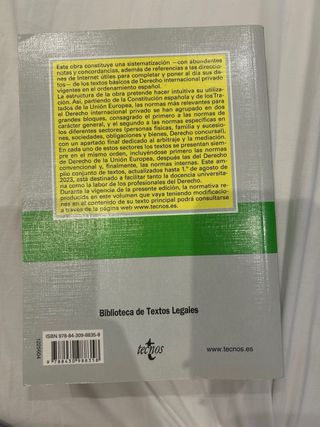 Esta obra constituye una sistematización —con abundantes
notas y concordancias, además de referencias a las direccio-
nes de Internet útiles para completar y poner al día sus da-
tos— de los textos básicos de Derecho internacional privado
vigentes en el ordenamiento español.
La estructura de la obra pretende hacer intuitiva su utiliza-
ción. Así, partiendo de la Constitución española y de losTra-
tados de la Unión Europea, las normas más relevantes para
el Derecho internacional privado se han agrupado en dos
grandes bloques, consagrado el primero a las normas de
carácter general, y el segundo a las normas específicas en
los diferentes sectores (personas físicas, familia y sucesio-
nes, sociedades, obligaciones y bienes, Derecho concursal),
con un apartado final dedicado al arbitraje y la mediación.
En cada uno de estos sectores los textos se presentan siem-
pre en el mismo orden, incluyéndose primero las normas
de Derecho de la Unión Europea, después las del Derecho
convencional y, finalmente, las normas internas. Este am-
plio conjunto de textos, actualizados hasta 1.º de agosto de
2023, está destinado a facilitar tanto la docencia universita-
ria como la labor de los profesionales del Derecho.
Durante la vigencia de la presente edición, la normativa re-
producida en este volumen que vaya teniendo modificacio-
nes en el contenido de su texto principal podrá consultarse
a través de la página web www.tecnos.es.
Biblioteca de Textos Legales
ISBN 978-84-309-8835-8
9 788430 988358
1225604
tecnos
www.tecnos.es